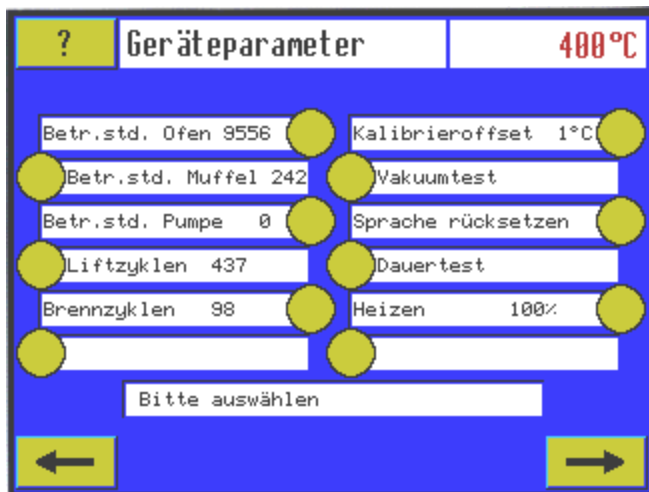 ?
Geräteparameter
400°C
Betr.std. Ofen 9556
Kalibrieroffset 1°C
Betr.std. Muffel 242
Vakuumtest
Betr.std. Pumpe 0
Sprache rücksetzen
Liftzyklen 437
Dauertest
Brennzyklen 98
Heizen 100%
Bitte auswählen